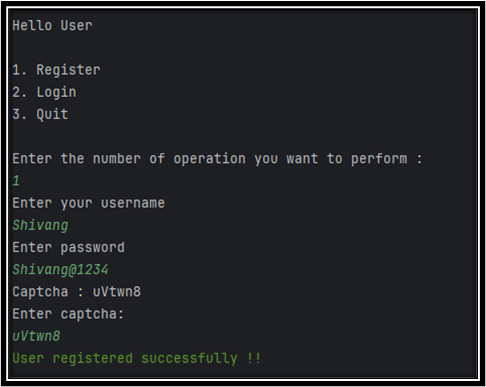 Hello User
1. Register
2. Login
3. Quit
Enter the number of operation you want to perform :
1
Enter your username
Shivang
Enter password
Shivang@1234
Captcha : uVtwn8
Enter captcha:
uVtwn8
User registered successfully !!